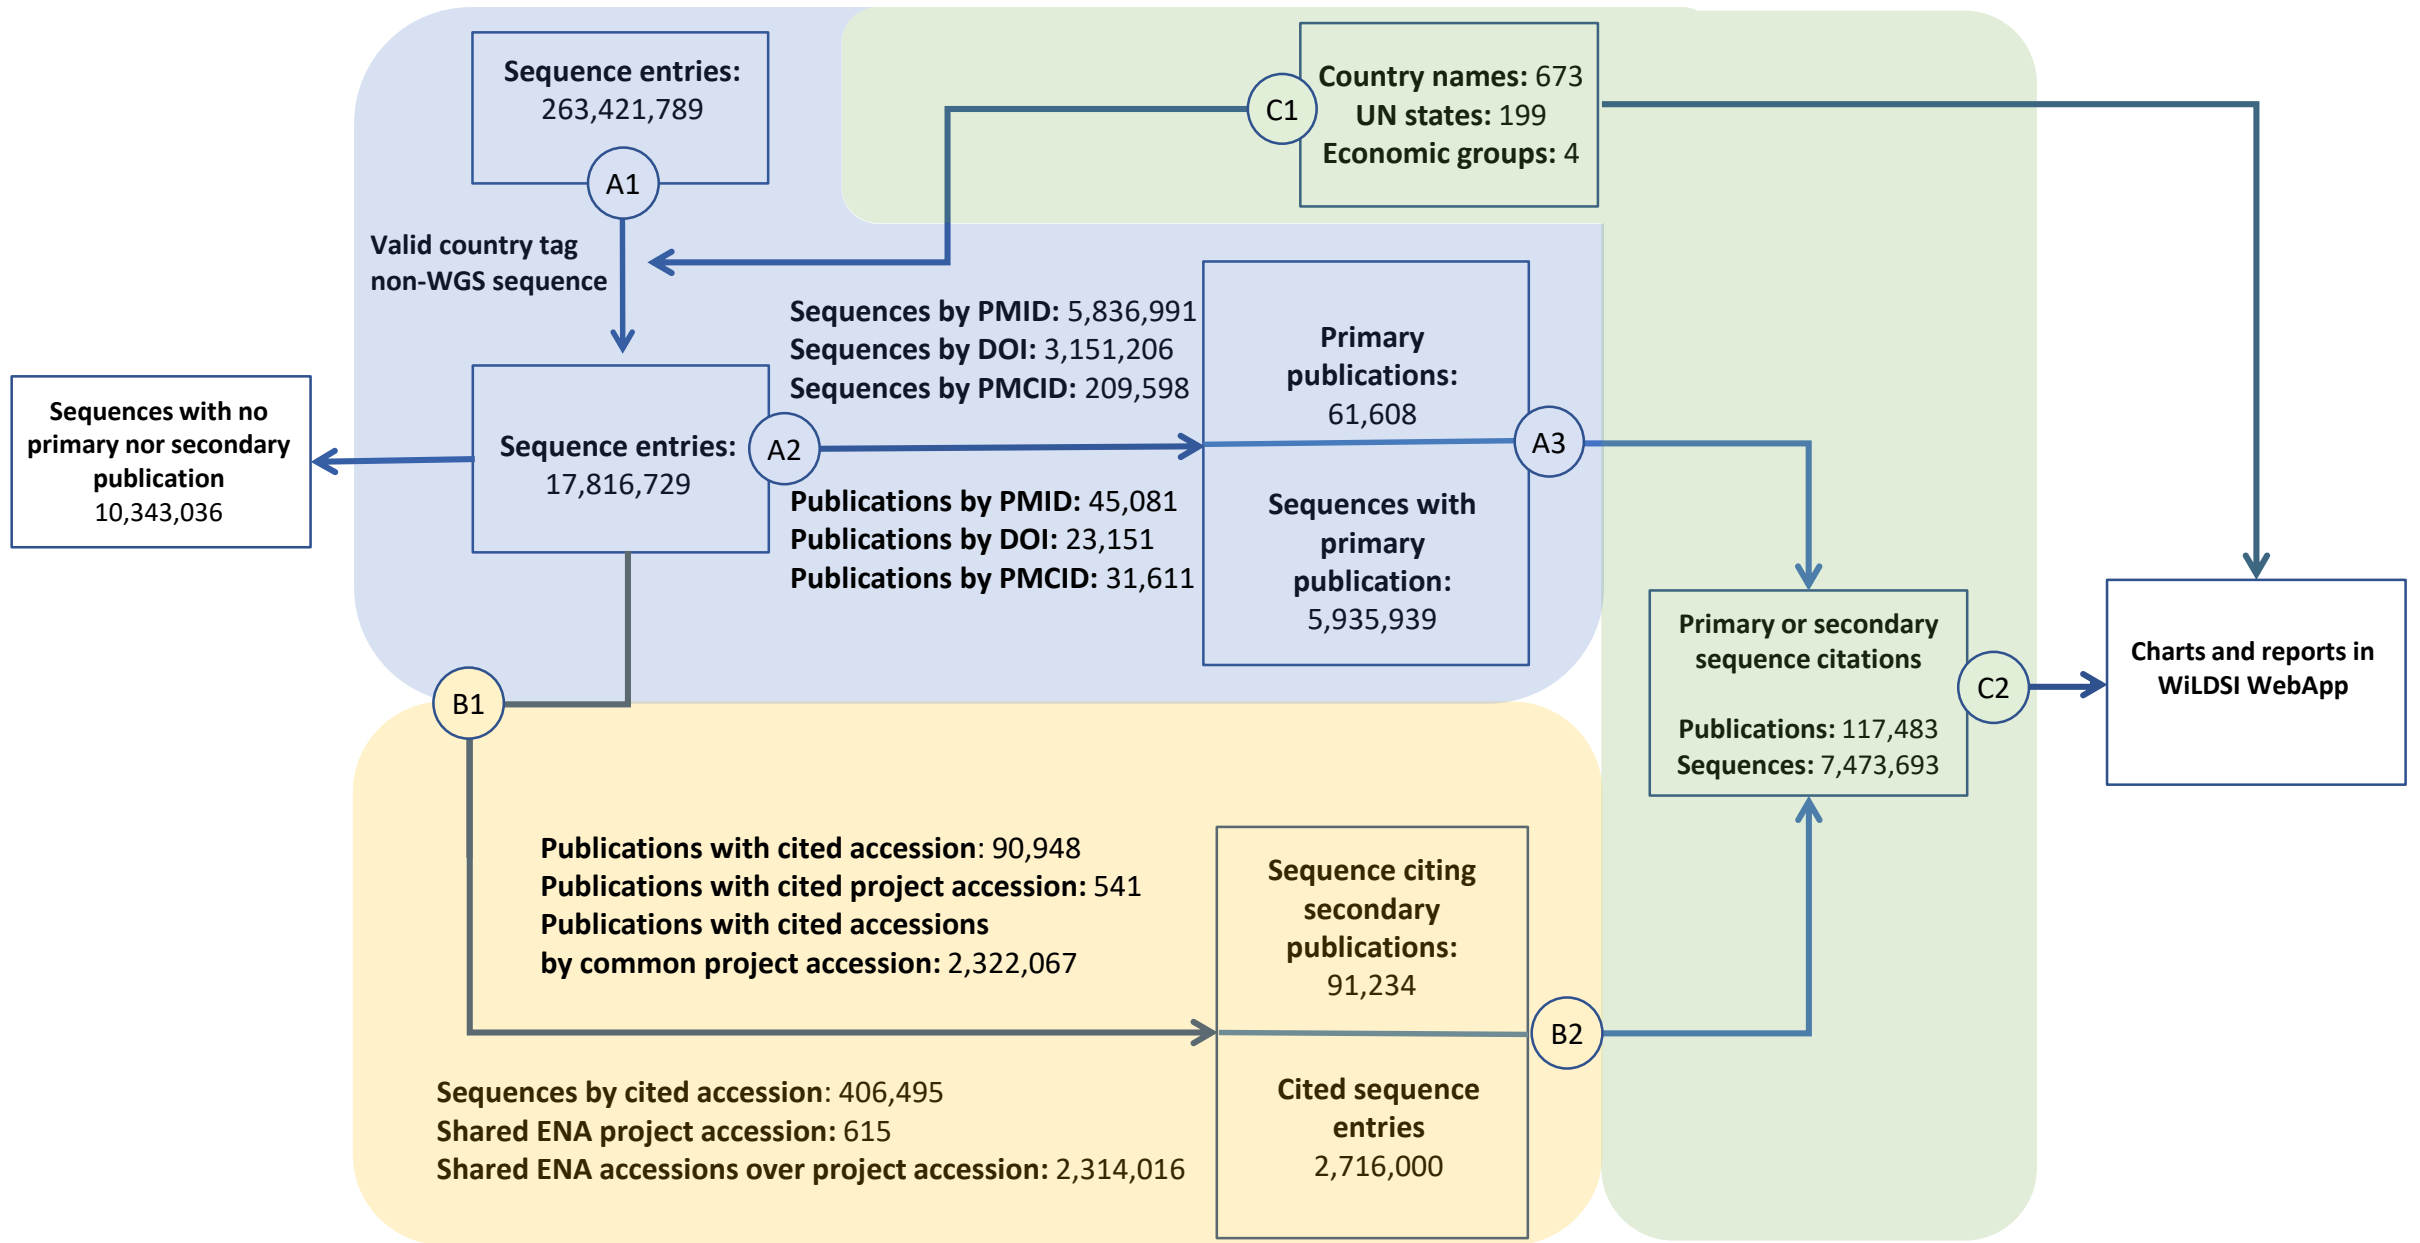 Sequence entries:
263,421,789
A1
Valid country tag
non-WGS sequence
C1
Country names: 673
UN states: 199
Economic groups: 4
Sequences with no
primary nor secondary
publication
10,343,036
Sequence entries:
17,816,729
A2
Sequences by PMID: 5,836,991
Sequences by DOI: 3,151,206
Sequences by PMCID: 209,598
Publications by PMID: 45,081
Publications by DOI: 23,151
Publications by PMCID: 31,611
Primary
publications:
61,608
Sequences with
primary
publication:
5,935,939
A3
B1
Publications with cited accession: 90,948
Publications with cited project accession: 541
Publications with cited accessions
by common project accession: 2,322,067
Sequences by cited accession: 406,495
Shared ENA project accession: 615
Shared ENA accessions over project accession: 2,314,016
Sequence citing
secondary
publications:
91,234
Cited sequence
entries
2,716,000
B2
Primary or secondary
sequence citations
Publications: 117,483
Sequences: 7,473,693
C2
Charts and reports in
WiLDSI WebApp